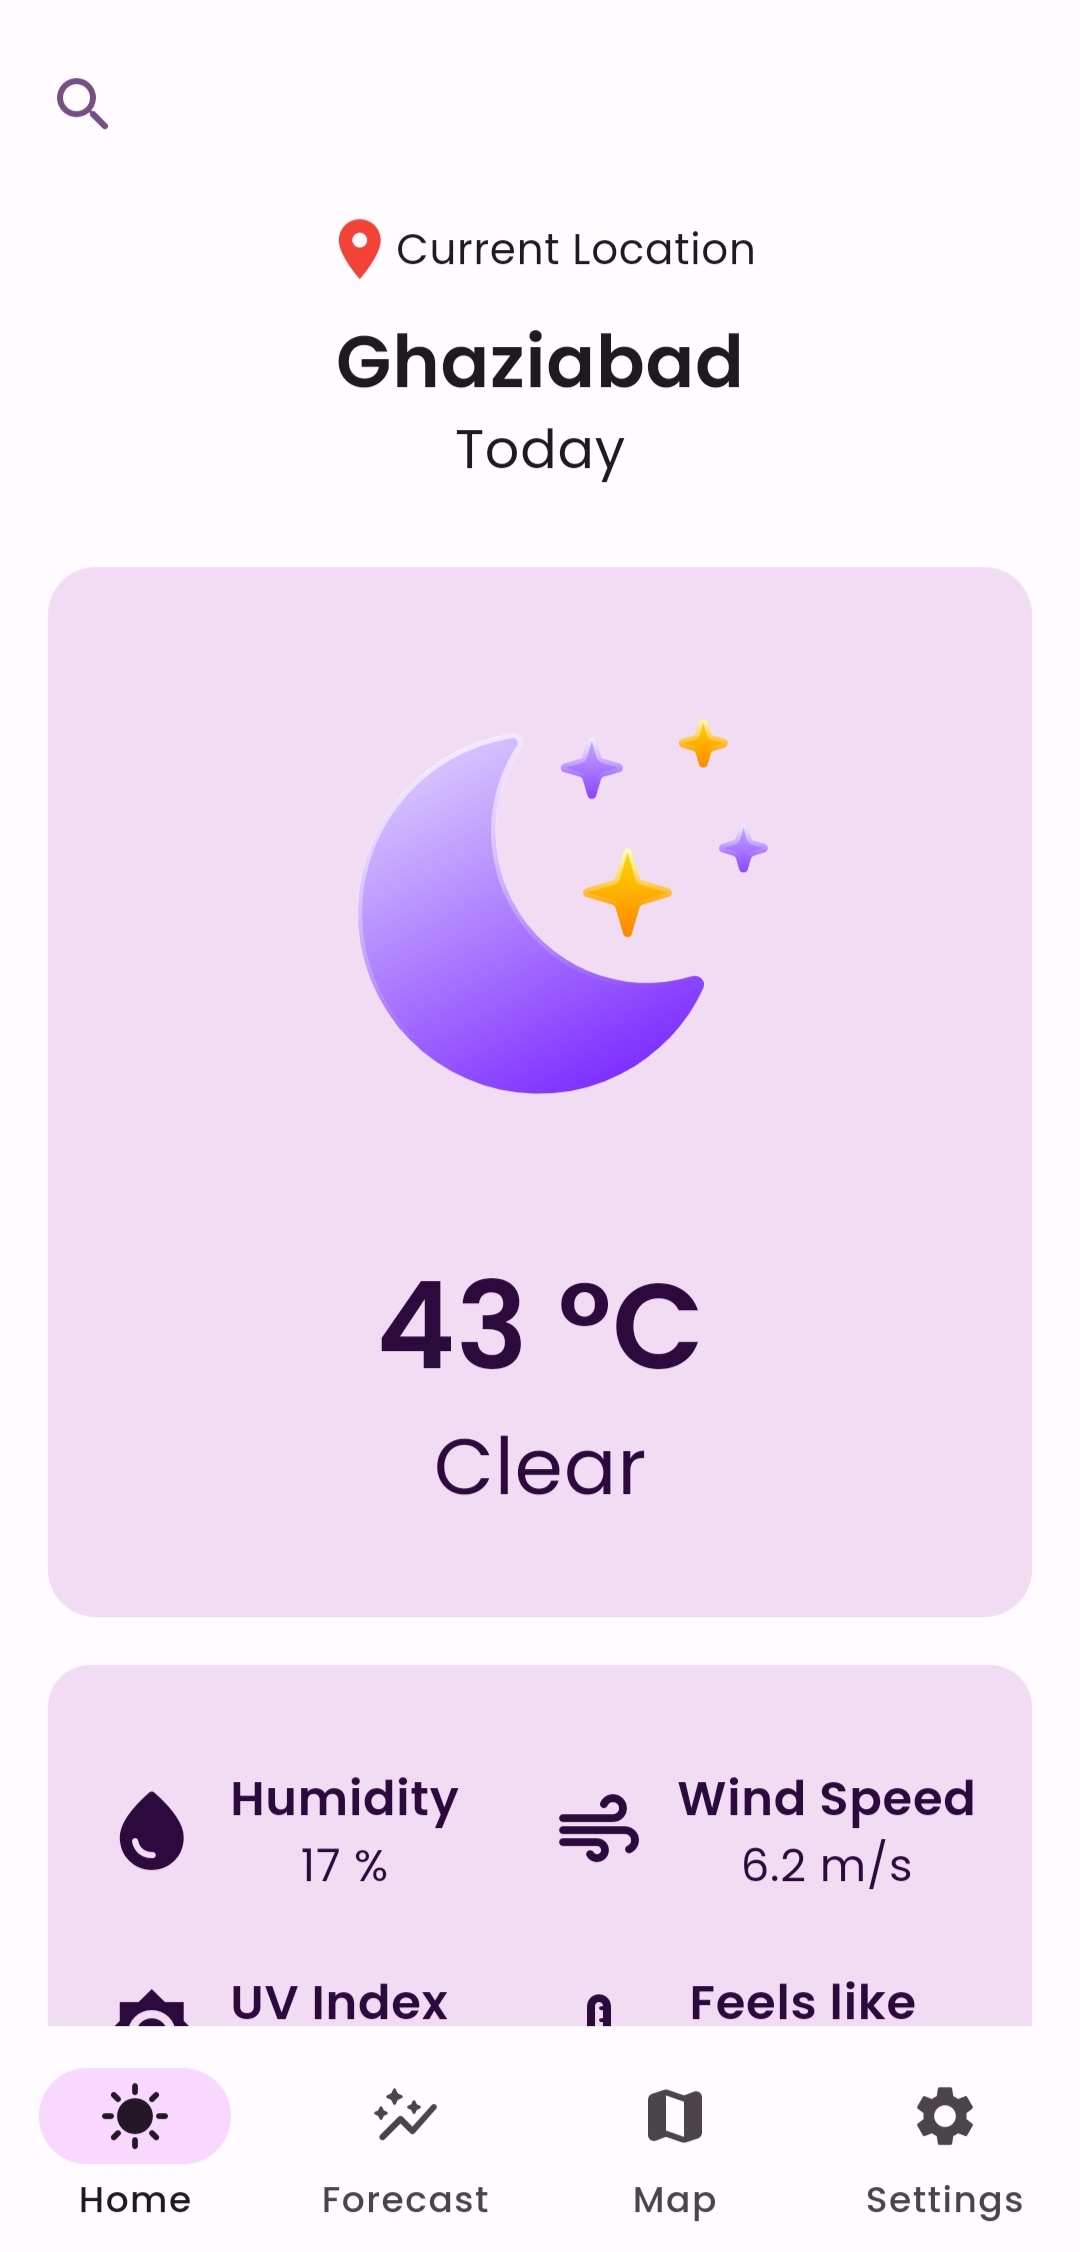 Current Location
Ghaziabad
Today
43 °C
Clear
Humidity
17 %
Wind Speed
6.2 m/s
UV Index
Feels like
Home
Forecast
Map
Settings